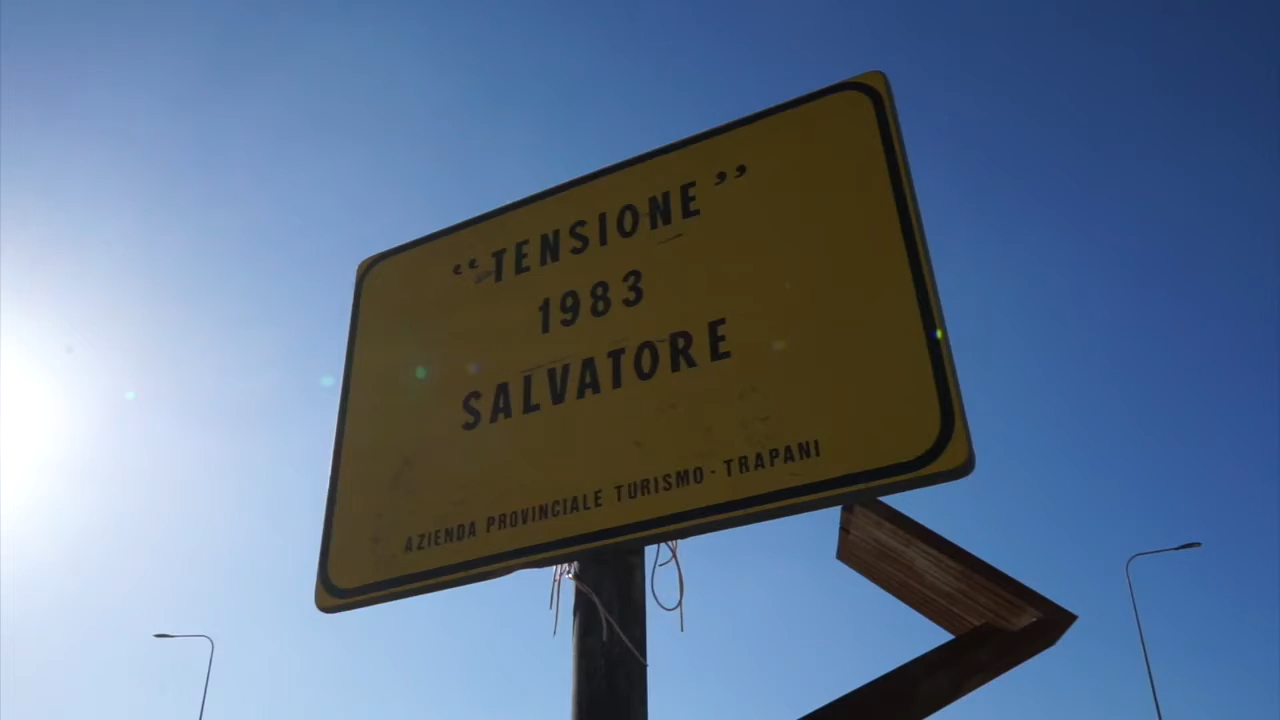 “TENSIONE”
1983
SALVATORE
AZIENDA PROVINCIALE TURISMO - TRAPANI